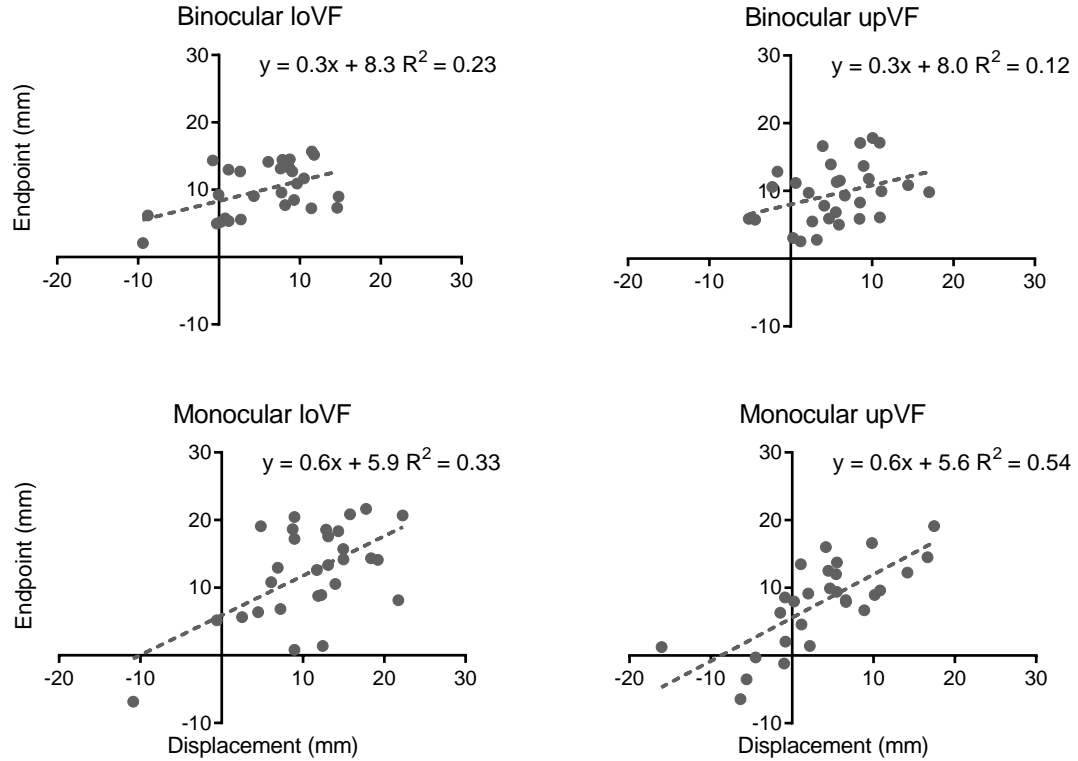 Binocular loVF
y = 0.3x + 8.3 R² = 0.23
Endpoint (mm)
30
20
10
-10
-20 -10 0 10 20 30
Binocular upVF
y = 0.3x + 8.0 R² = 0.12
30
20
10
-10
-20 -10 0 10 20 30
Monocular loVF
y = 0.6x + 5.9 R² = 0.33
Endpoint (mm)
30
20
10
-20 -10 0 10 20 30
-10
Displacement (mm)
Monocular upVF
y = 0.6x + 5.6 R² = 0.54
30
20
10
-20 -10 0 10 20 30
-10
Displacement (mm)